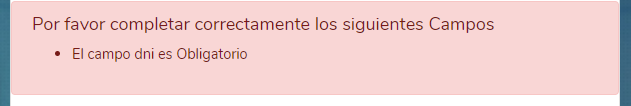 Por favor completar correctamente los siguientes Campos
El campo dni es Obligatorio